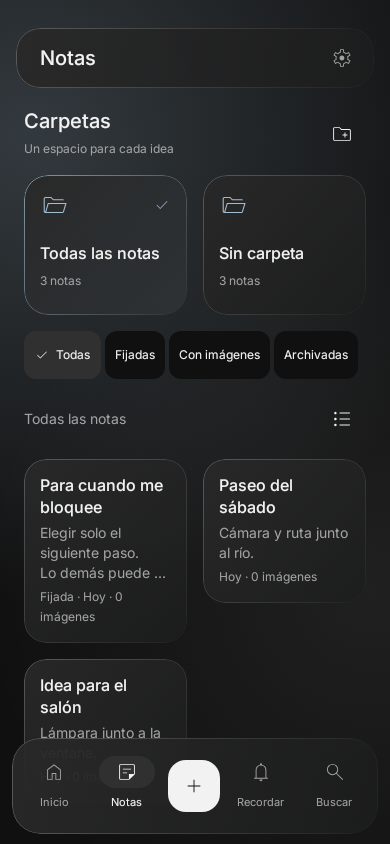 Notas
Carpetas
Un espacio para cada idea
Todas las notas
3 notas
Sin carpeta
3 notas
Todas
Fijadas
Con imágenes
Archivadas
Todas las notas
Para cuando me
bloquee
Elegir solo el
siguiente paso.
Lo demás puede ...
Fijada · Hoy · 0
imágenes
Paseo del
sábado
Cámara y ruta junto
al río.
Hoy · 0 imágenes
Idea para el
salón
Lámpara junto a la
ventana.
Inicio
Notas
Recordar
Buscar